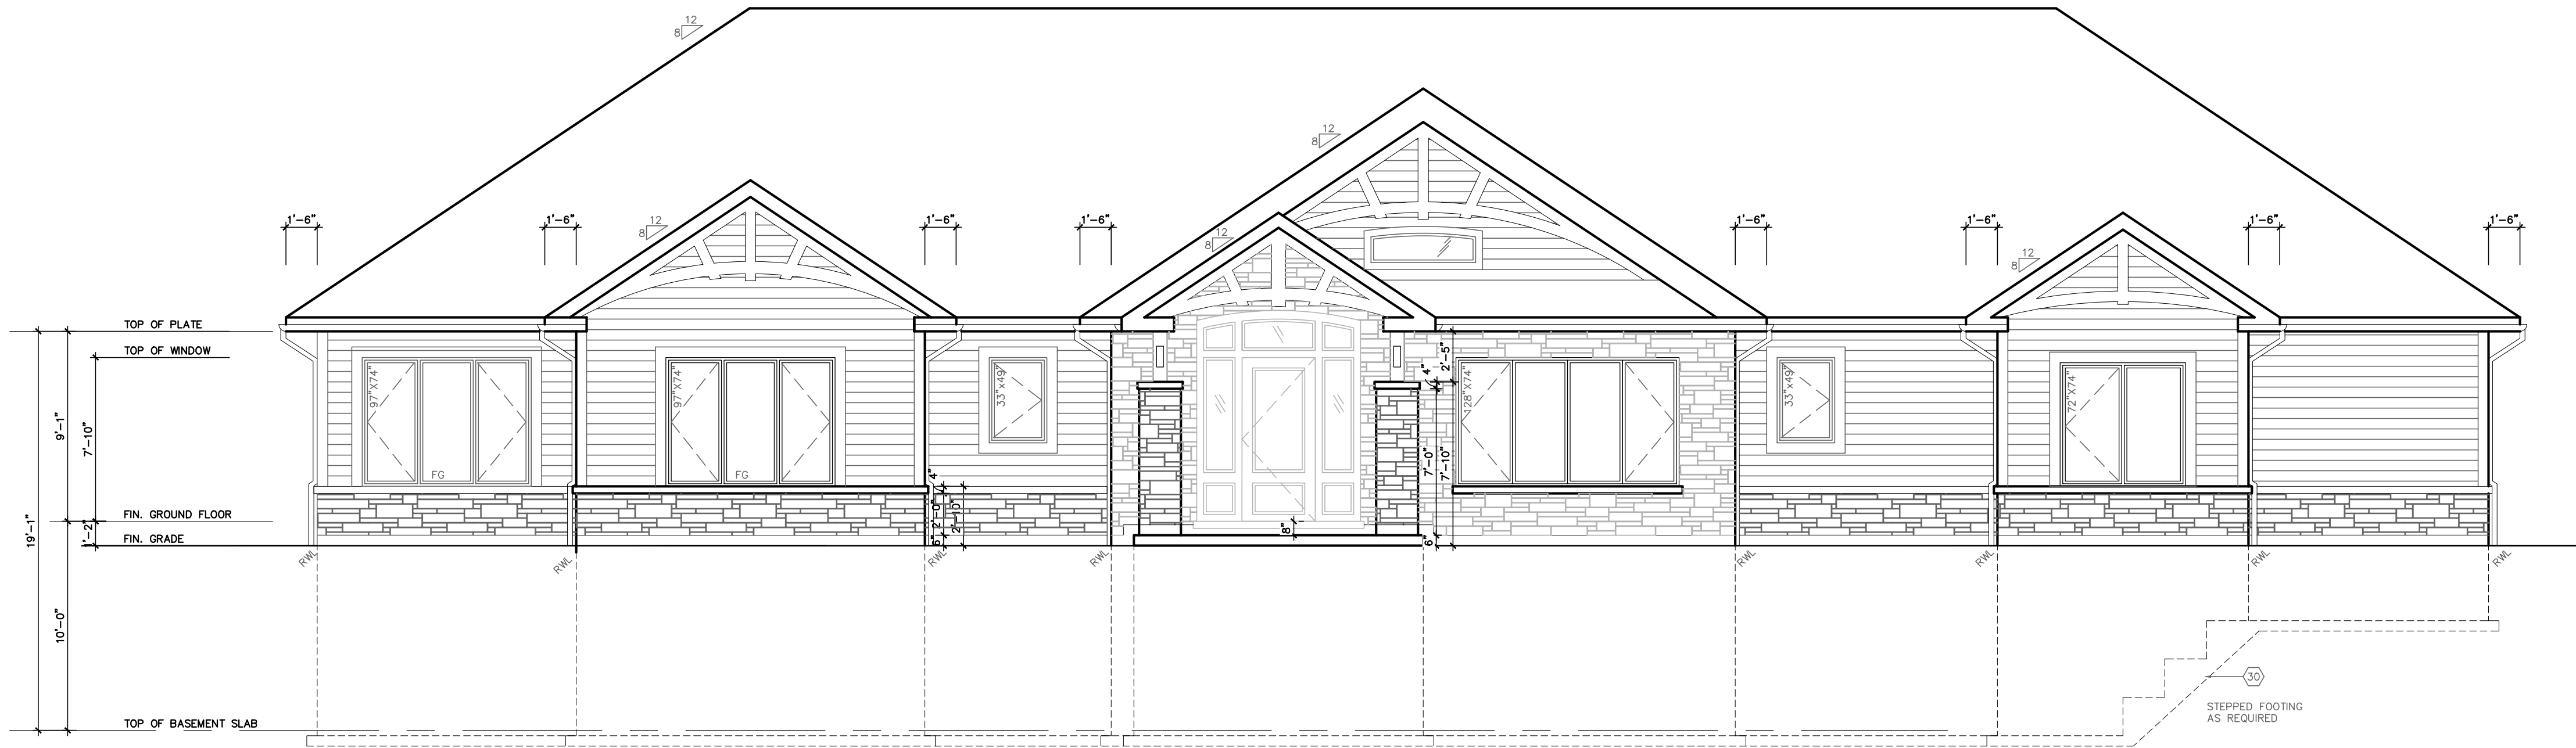 12
8
12
8
1'-6"
1'-6"
12
8
1'-6"
1'-6"
12
8
1'-6"
1'-6"
12
8
1'-6"
1'-6"
TOP OF PLATE
TOP OF WINDOW
97"X74"
97"X74"
33"x49"
4"
2'-5"
128"X74"
33"x49"
72"X74"
9'-1"
7'-10"
FG
FG
4"
7'-0"
7'-10"
FIN. GROUND FLOOR
19'-1"
1'-2"
6"
2'-0"
2'-10"
8"
6"
FIN. GRADE
RWL
RWL
RWL
RWL
RWL
RWL
RWL
RWL
10'-0"
30
STEPPED FOOTING
AS REQUIRED
TOP OF BASEMENT SLAB